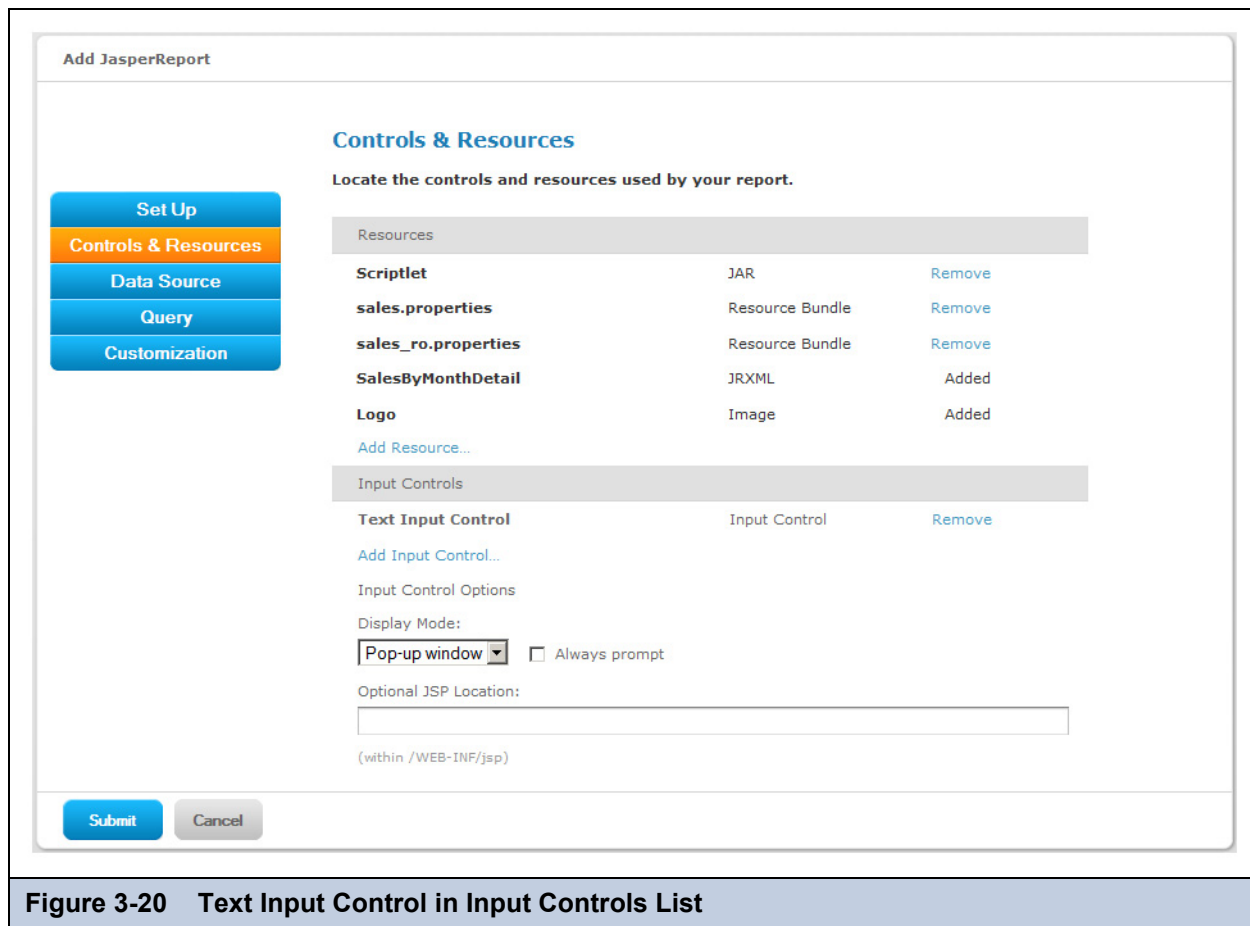 Add JasperReport
Controls & Resources
Locate the controls and resources used by your report.
Set Up
Controls & Resources
Data Source
Query
Customization
Resources
Scriptlet JAR Remove
sales.properties Resource Bundle Remove
sales_ro.properties Resource Bundle Remove
SalesByMonthDetail JRXML Added
Logo Image Added
Add Resource...
Input Controls
Text Input Control Input Control Remove
Add Input Control...
Input Control Options
Display Mode:
Pop-up window Always prompt
Optional JSP Location:
(within /WEB-INF/jsp)
Submit Cancel
Figure 3-20 Text Input Control in Input Controls List